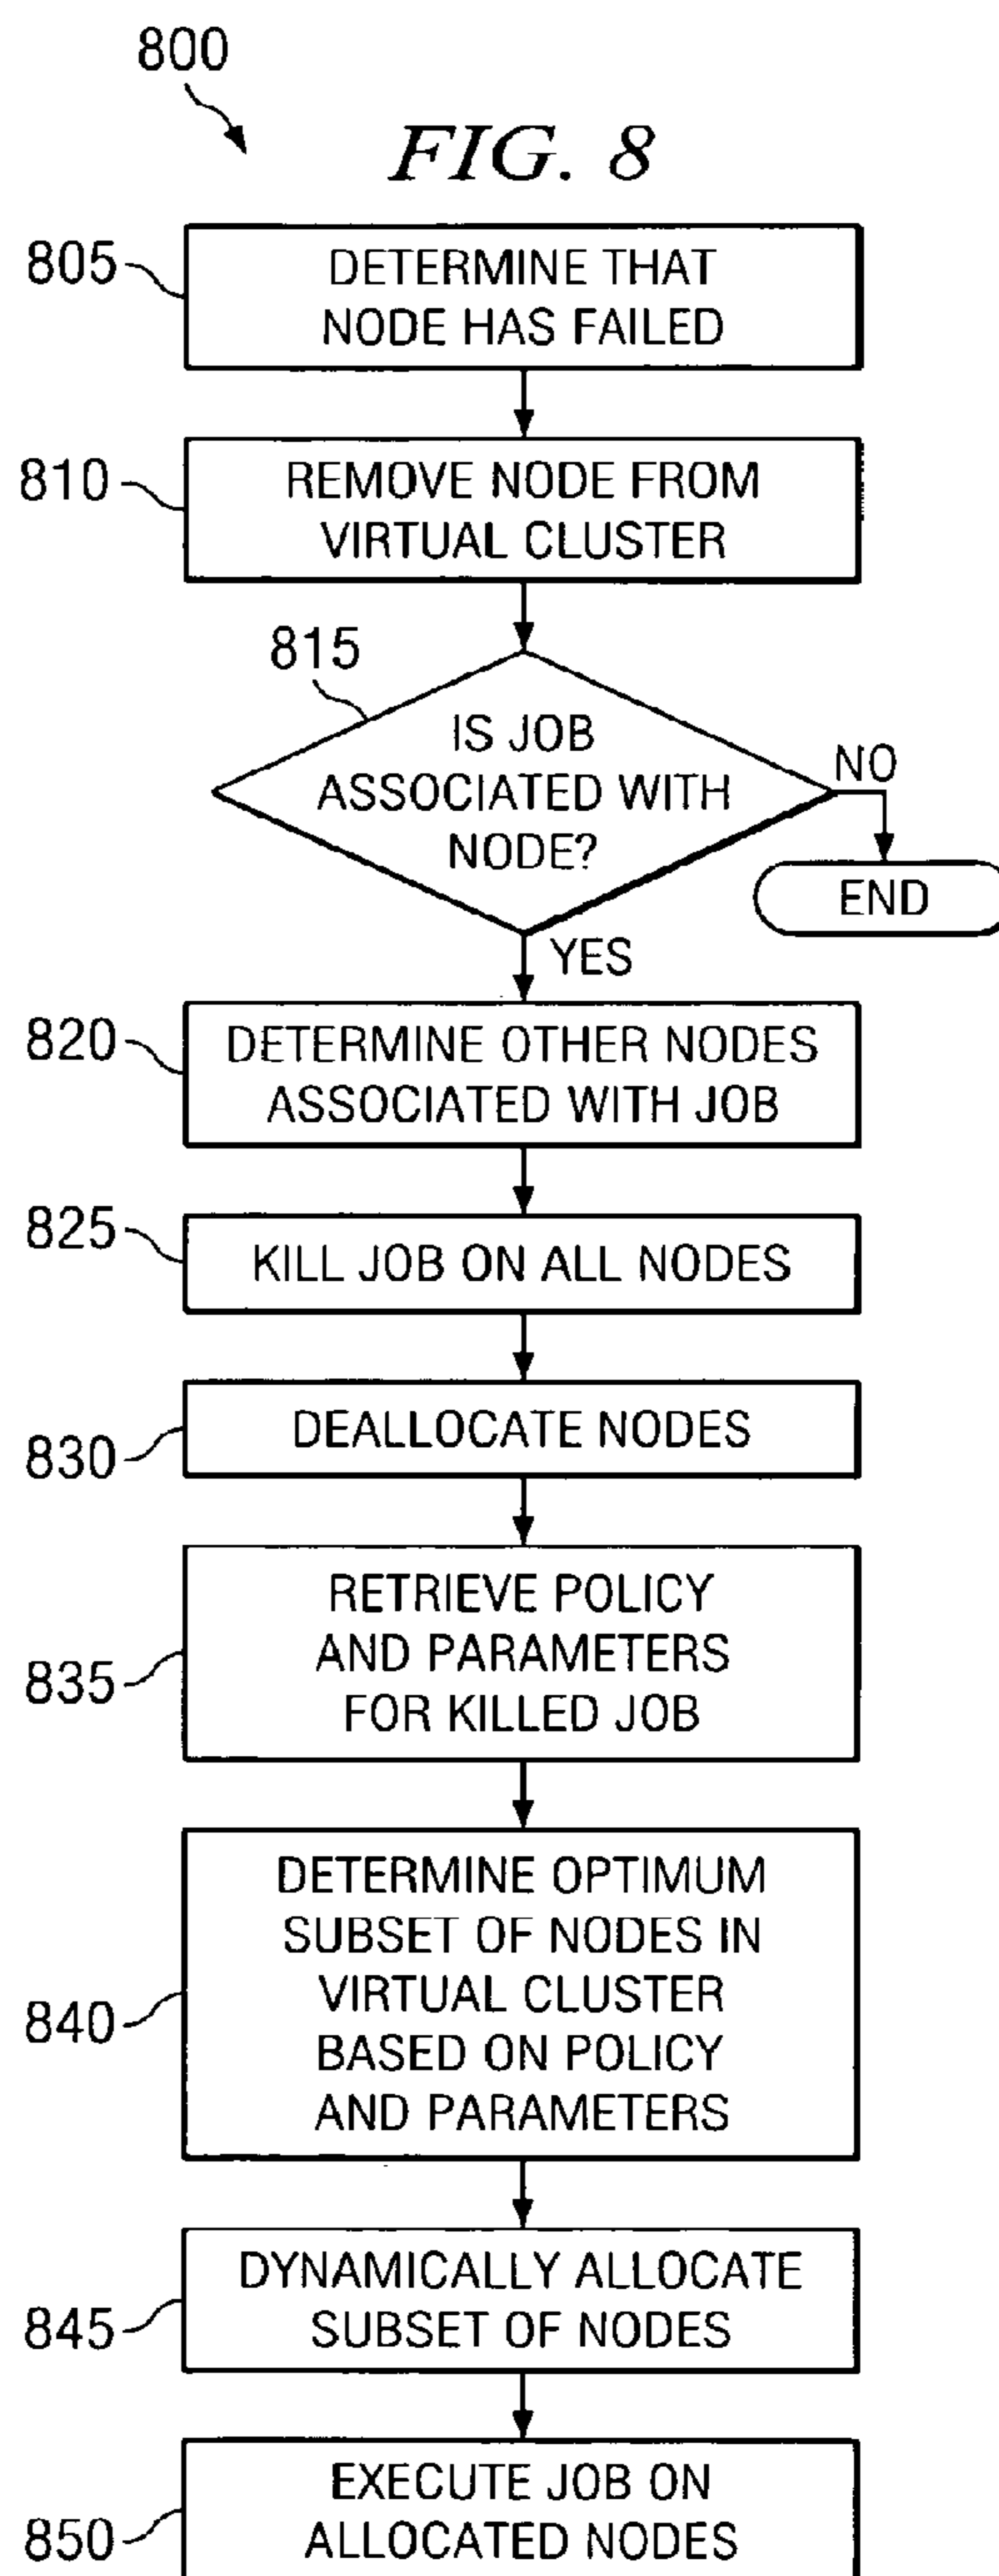 800
FIG. 8
805
DETERMINE THAT
NODE HAS FAILED
810
REMOVE NODE FROM
VIRTUAL CLUSTER
815
IS JOB
ASSOCIATED WITH
NODE?
NO
END
YES
820
DETERMINE OTHER NODES
ASSOCIATED WITH JOB
825
KILL JOB ON ALL NODES
830
DEALLOCATE NODES
835
RETRIEVE POLICY
AND PARAMETERS
FOR KILLED JOB
840
DETERMINE OPTIMUM
SUBSET OF NODES IN
VIRTUAL CLUSTER
BASED ON POLICY
AND PARAMETERS
845
DYNAMICALLY ALLOCATE
SUBSET OF NODES
850
EXECUTE JOB ON
ALLOCATED NODES